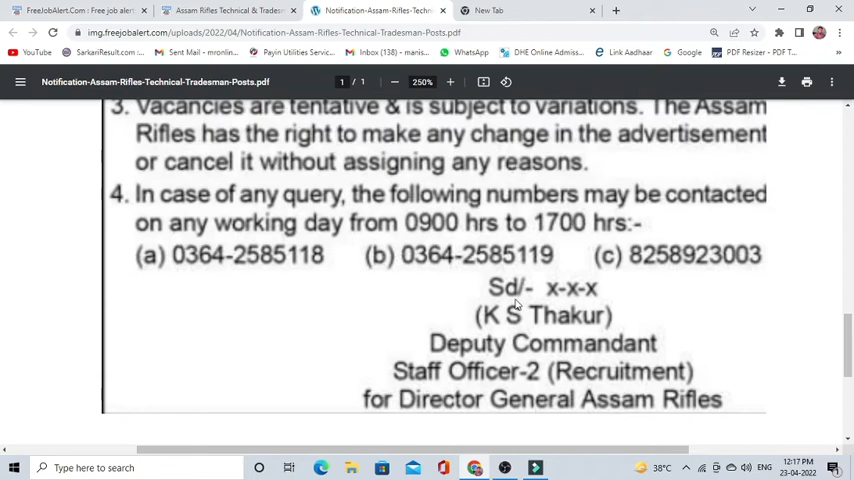 FreeJobAlert.Com : Free job alert
Assam Rifles Technical & Tradesm
Notification-Assam-Rifles-Technic
New Tab
img.freejobalert.com/uploads/2022/04/Notification-Assam-Rifles-Technical-Tradesman-Posts.pdf
YouTube
SarkariResult.com :
Sent Mail - mronlin...
Payin Utility Servic...
Inbox (3,041) - manis...
WhatsApp
DHE Online Admissi...
Link Aadhaar
Google
PDF Resizer - PDF T...
Notification-Assam-Rifles-Technical-Tradesman-Posts.pdf
1 / 1
250%
3. Vacancies are tentative & is subject to variations. The Assam
Rifles has the right to make any change in the advertisement
or cancel it without assigning any reasons.
4. In case of any query, the following numbers may be contacted
on any working day from 0900 hrs to 1700 hrs:-
(a) 0364-2585118 (b) 0364-2585119 (c) 8258923003
Sd/- x-x-x
(K S Thakur)
Deputy Commandant
Staff Officer-2 (Recruitment)
for Director General Assam Rifles
Type here to search
38°C
ENG
12:17 PM
23-04-2022